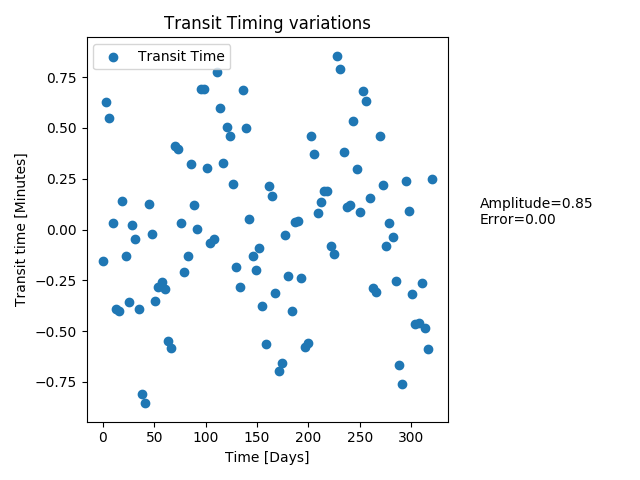 Transit Timing variations
Transit Time
0.75
0.50
0.25
0.00
−0.25
−0.50
−0.75
Transit time [Minutes]
0 50 100 150 200 250 300
Time [Days]
Amplitude=0.85
Error=0.00